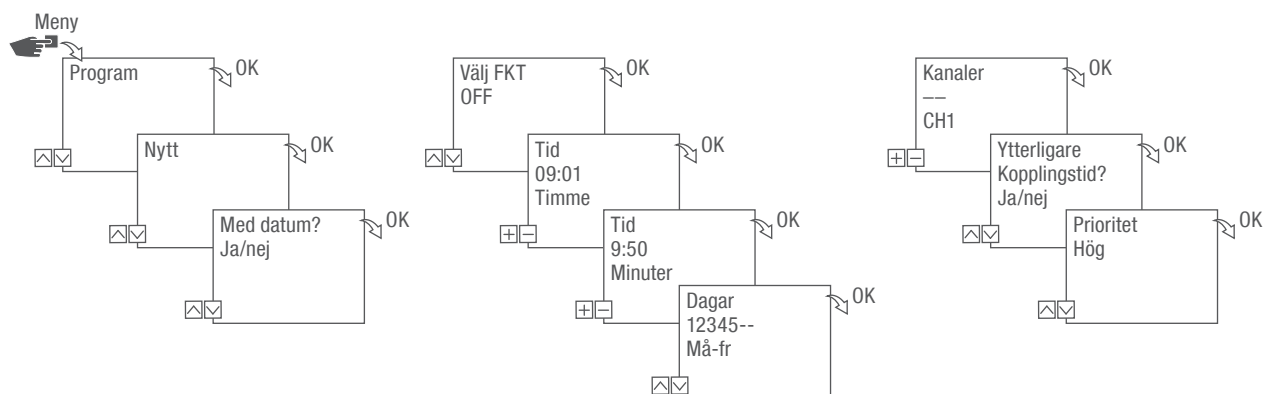 Meny
Program
OK
Nytt
OK
Med datum?
Ja/nej
OK
Välj FKT
OFF
OK
Tid
09:01
Timme
OK
Tid
9:50
Minuter
OK
Dagar
12345--
Må-fr
OK
Kanaler
––
CH1
OK
Ytterligare
Kopplingstid?
Ja/nej
OK
Prioritet
Hög
OK